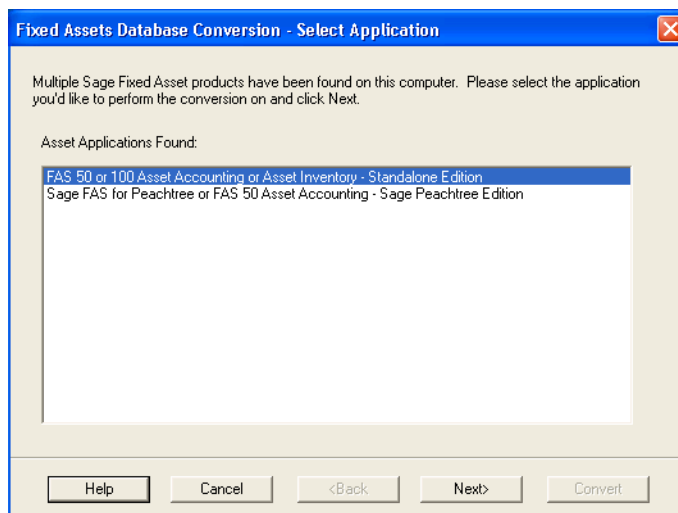 Fixed Assets Database Conversion - Select Application
Multiple Sage Fixed Asset products have been found on this computer.  Please select the application
you'd like to perform the conversion on and click Next.
Asset Applications Found:
FAS 50 or 100 Asset Accounting or Asset Inventory - Standalone Edition
Sage FAS for Peachtree or FAS 50 Asset Accounting - Sage Peachtree Edition
Help Cancel <Back Next> Convert